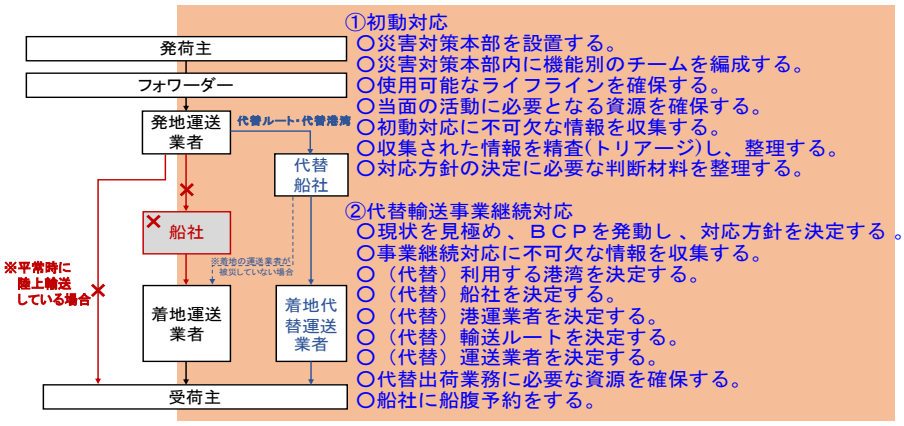 発荷主
フォワーダー
発地運送
業者
代替ルート・代替港湾
代替
船社
船社
※着地の運送業者が
被災していない場合
※平常時に
陸上輸送
している場合
着地運送
業者
着地代
替運送
業者
受荷主
①初動対応
〇災害対策本部を設置する。
〇災害対策本部内に機能別のチームを編成する。
〇使用可能なライフラインを確保する。
〇当面の活動に必要となる資源を確保する。
〇初動対応に不可欠な情報を収集する。
〇収集された情報を精査(トリアージ)し、整理する。
〇対応方針の決定に必要な判断材料を整理する。
②代替輸送事業継続対応
〇現状を見極め、ＢＣＰを発動し、対応方針を決定する。
〇事業継続対応に不可欠な情報を収集する。
〇（代替）利用する港湾を決定する。
〇（代替）船社を決定する。
〇（代替）港運業者を決定する。
〇（代替）輸送ルートを決定する。
〇（代替）運送業者を決定する。
〇代替出荷業務に必要な資源を確保する。
〇船社に船腹予約をする。